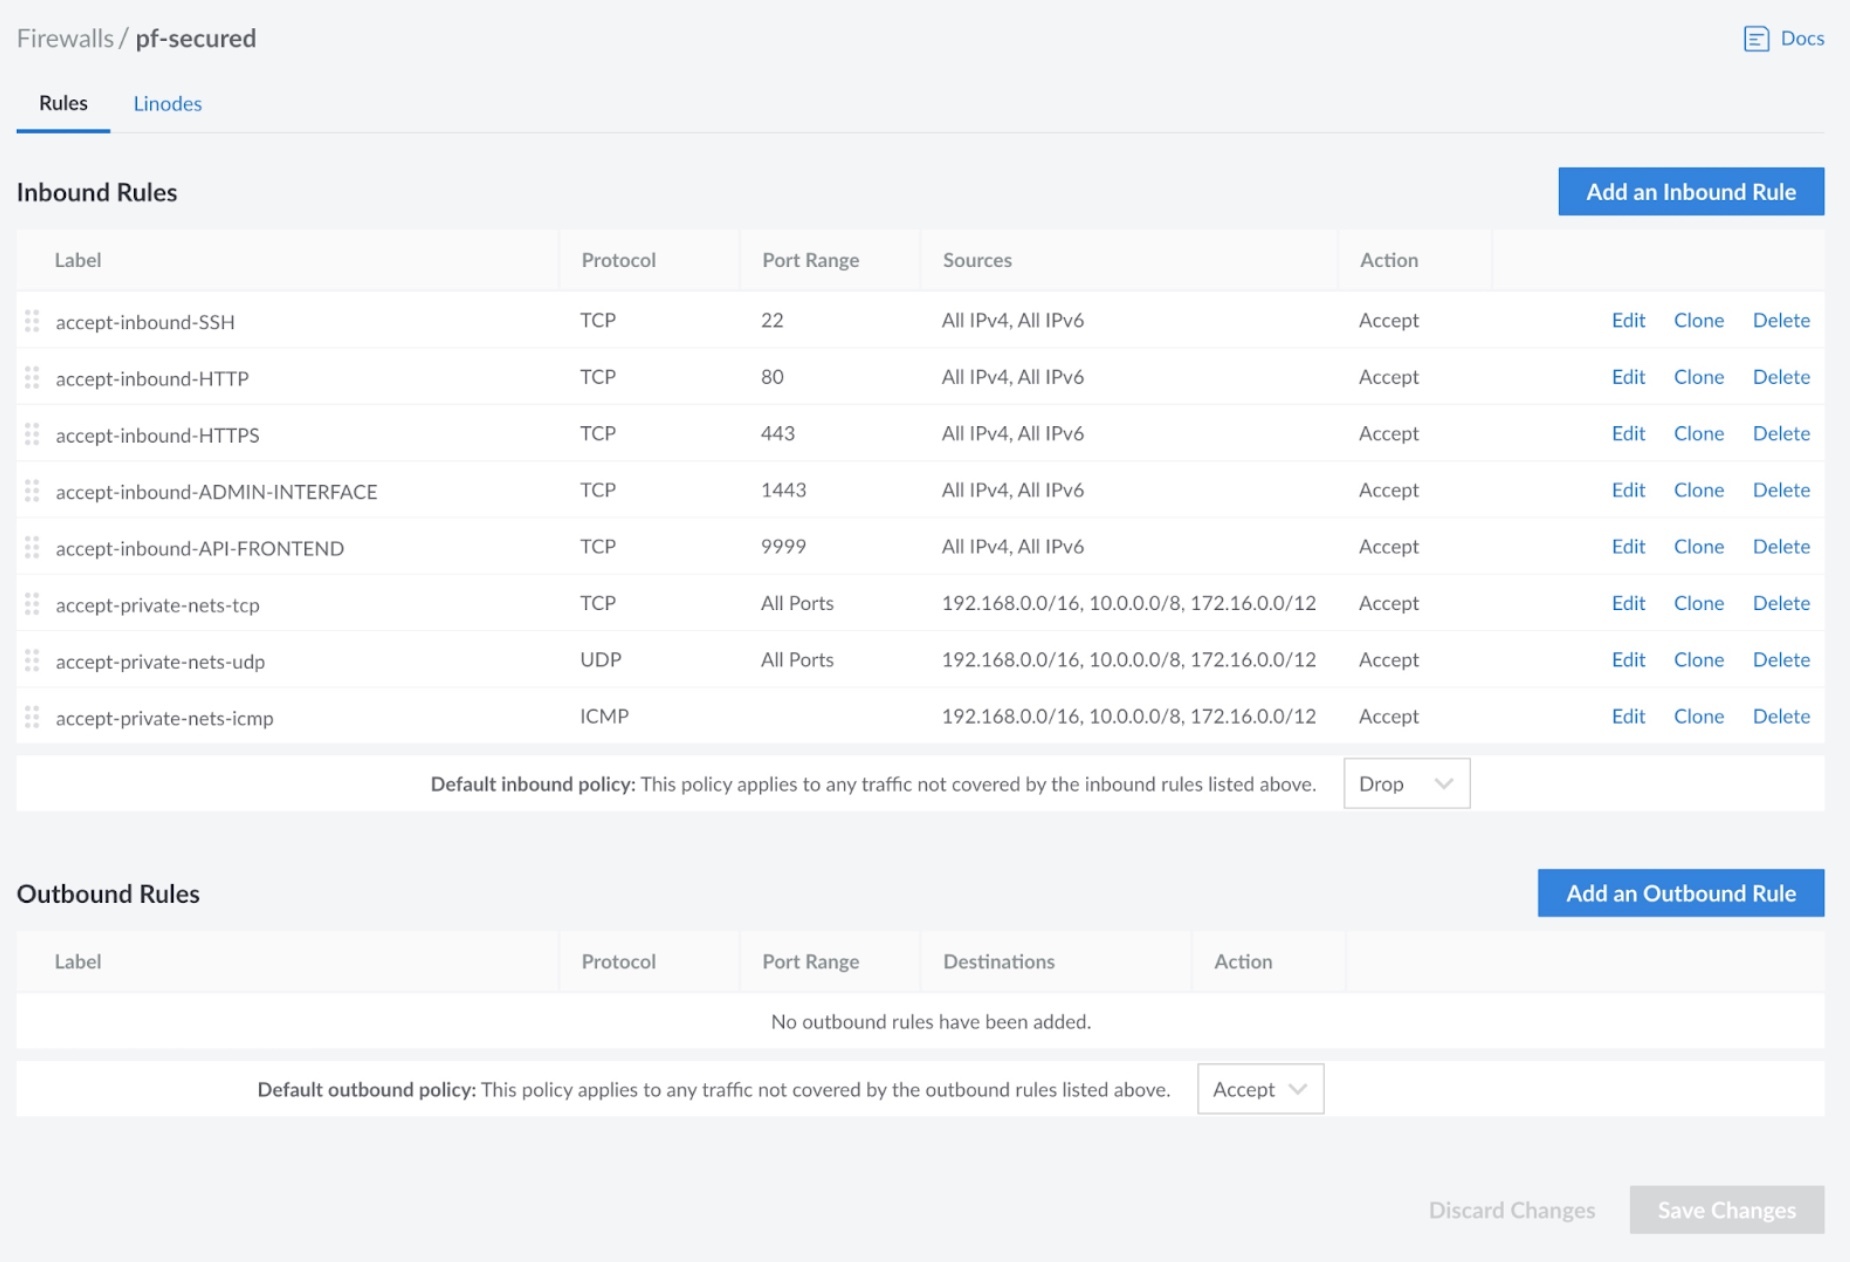 Firewalls / pf-secured
Docs
Rules Linodes
Inbound Rules
Add an Inbound Rule
Label Protocol Port Range Sources Action
accept-inbound-SSH TCP 22 All IPv4, All IPv6 Accept Edit Clone Delete
accept-inbound-HTTP TCP 80 All IPv4, All IPv6 Accept Edit Clone Delete
accept-inbound-HTTPS TCP 443 All IPv4, All IPv6 Accept Edit Clone Delete
accept-inbound-ADMIN-INTERFACE TCP 1443 All IPv4, All IPv6 Accept Edit Clone Delete
accept-inbound-API-FRONTEND TCP 9999 All IPv4, All IPv6 Accept Edit Clone Delete
accept-private-nets-tcp TCP All Ports 192.168.0.0/16, 10.0.0.0/8, 172.16.0.0/12 Accept Edit Clone Delete
accept-private-nets-udp UDP All Ports 192.168.0.0/16, 10.0.0.0/8, 172.16.0.0/12 Accept Edit Clone Delete
accept-private-nets-icmp ICMP 192.168.0.0/16, 10.0.0.0/8, 172.16.0.0/12 Accept Edit Clone Delete
Default inbound policy: This policy applies to any traffic not covered by the inbound rules listed above. Drop
Outbound Rules
Add an Outbound Rule
Label Protocol Port Range Destinations Action
No outbound rules have been added.
Default outbound policy: This policy applies to any traffic not covered by the outbound rules listed above. Accept
Discard Changes Save Changes